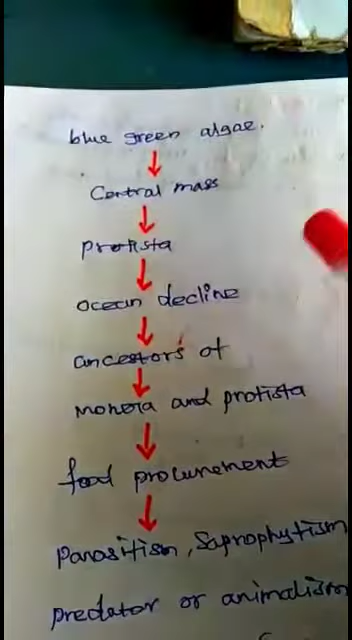 blue green algae.
Central mass
protista
ocean decline
ancestors of
monera and protista
food procurement
Parasitism, Saprophytism
predator or animalism